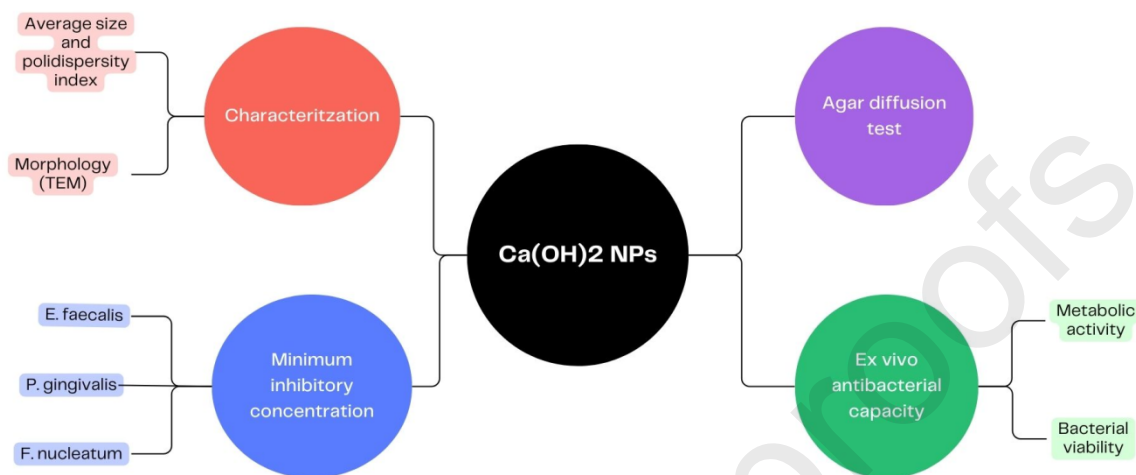 Average size
and
polidispersity
index
Morphology
(TEM)
Characteritzation
E. faecalis
P. gingivalis
F. nucleatum
Minimum
inhibitory
concentration
Ca(OH)2 NPs
Agar diffusion
test
Ex vivo
antibacterial
capacity
Metabolic
activity
Bacterial
viability
proofs